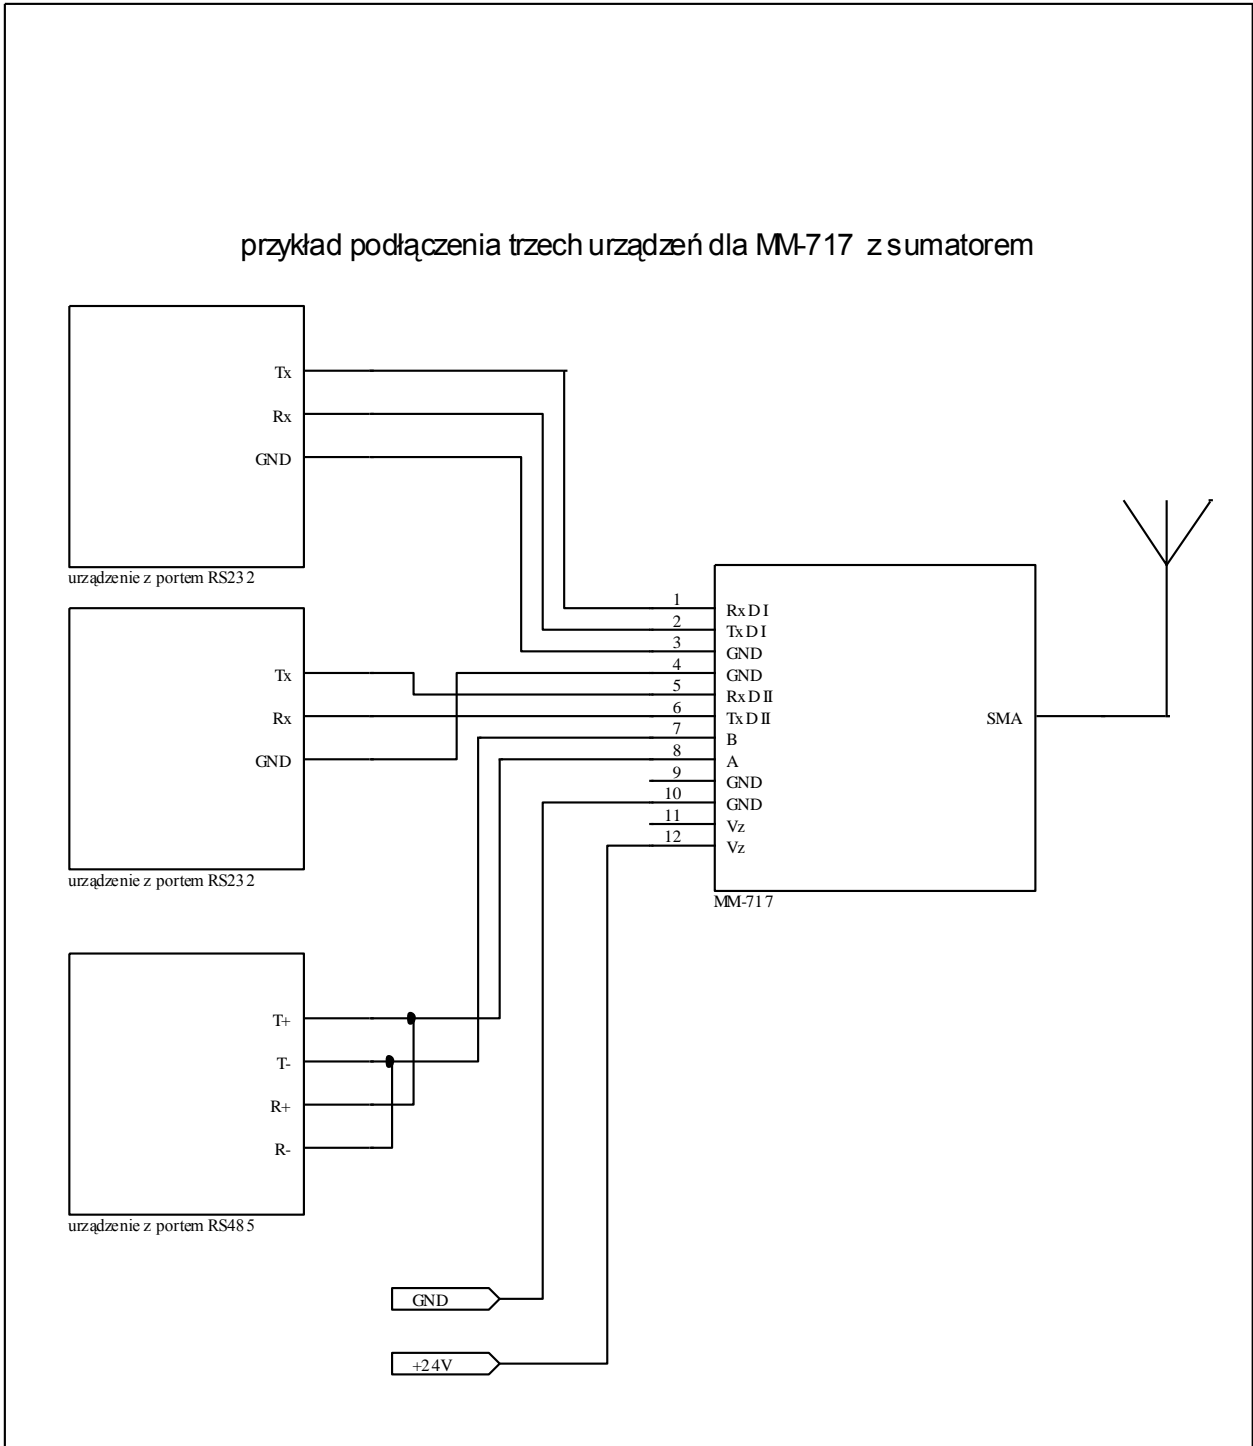 przykład podłączenia trzech urządzeń dla MM-717 z sumatorem
Tx
Rx
GND
urządzenie z portem RS232
Tx
Rx
GND
urządzenie z portem RS232
T+
T-
R+
R-
urządzenie z portem RS485
GND
+24V
1 RxD I
2 TxD I
3 GND
4 GND
5 RxD II
6 TxD II
7 B
8 A
9 GND
10 GND
11 Vz
12 Vz
SMA
MM-717